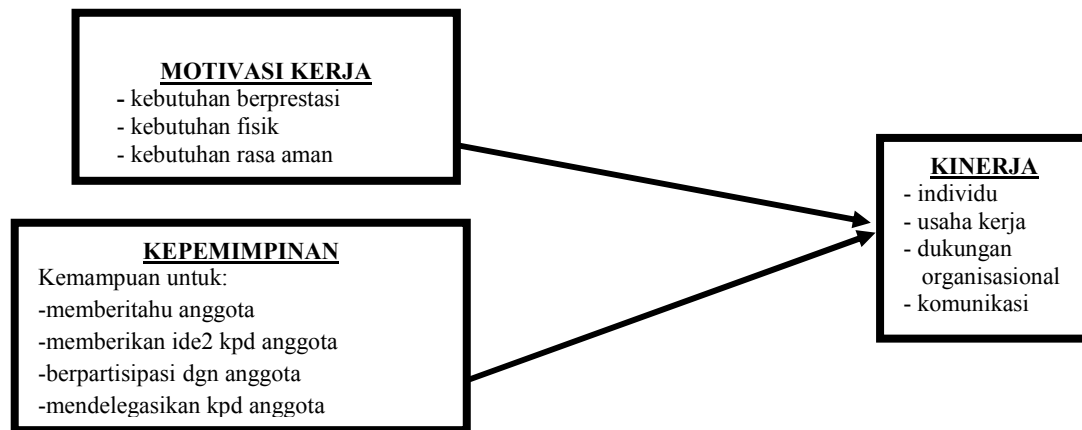 MOTIVASI KERJA
- kebutuhan berprestasi
- kebutuhan fisik
- kebutuhan rasa aman
KEPEMIMPINAN
Kemampuan untuk:
-memberitahu anggota
-memberikan ide2 kpd anggota
-berpartisipasi dgn anggota
-mendelegasikan kpd anggota
KINERJA
- individu
- usaha kerja
- dukungan
organisasional
- komunikasi